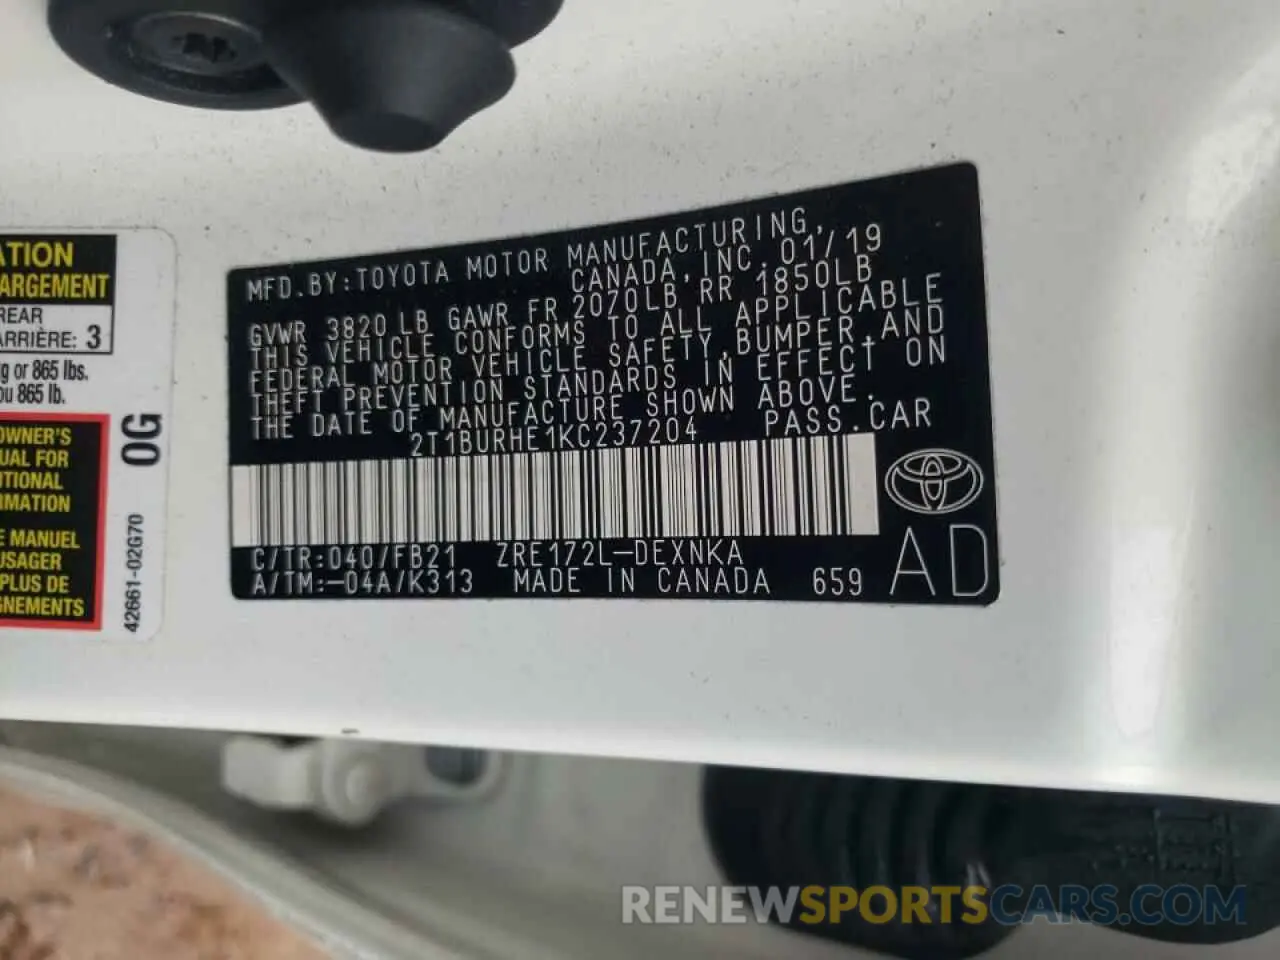 ATION
ARGEMENT
REAR
ARRIÈRE: 3
g or 865 lbs.
ou 865 lb.
OWNER'S
UAL FOR
ITIONAL
RMATION
E MANUEL
USAGER
PLUS DE
GNEMENTS
0G
42661-02G70
MFD.BY:TOYOTA MOTOR MANUFACTURING,
CANADA,INC.01/19
GVWR 3820 LB GAWR FR 2070LB RR 1850LB
THIS VEHICLE CONFORMS TO ALL APPLICABLE
FEDERAL MOTOR VEHICLE SAFETY,BUMPER,AND
THEFT PREVENTION STANDARDS IN EFFECT ON
THE DATE OF MANUFACTURE SHOWN ABOVE.
2T1BURHE1KC237204 PASS.CAR
C/TR:040/FB21 ZRE172L-DEXNKA
A/TM:-04A/K313 MADE IN CANADA 659
AD
RENEWSPORTSCARS.COM